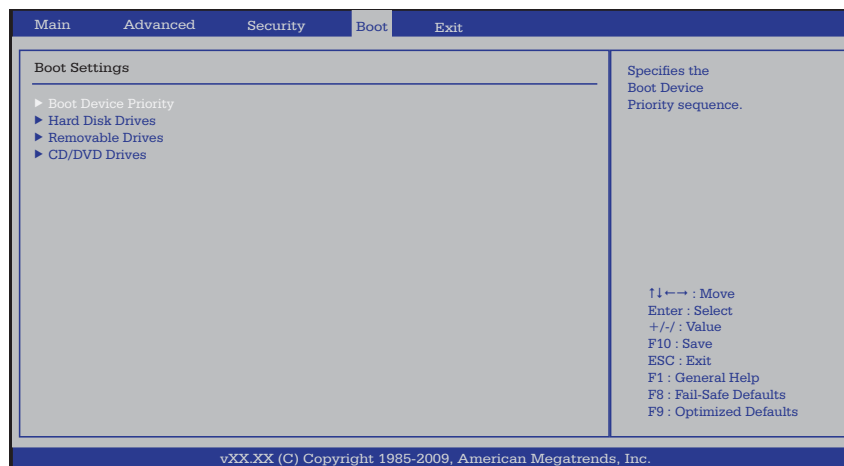 Main Advanced Security Boot Exit
Boot Settings
▶ Boot Device Priority
▶ Hard Disk Drives
▶ Removable Drives
▶ CD/DVD Drives
Specifies the
Boot Device
Priority sequence.
↑↓←→ : Move
Enter : Select
+/-/ : Value
F10 : Save
ESC : Exit
F1 : General Help
F8 : Fail-Safe Defaults
F9 : Optimized Defaults
vXX.XX (C) Copyright 1985-2009, American Megatrends, Inc.